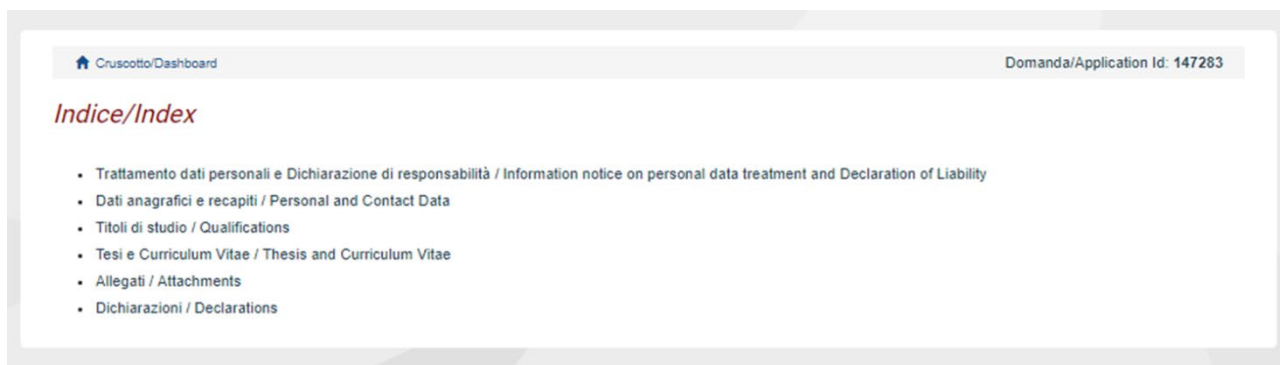 Cruscotto/Dashboard
Domanda/Application Id: 147283
Indice/Index
Trattamento dati personali e Dichiarazione di responsabilità / Information notice on personal data treatment and Declaration of Liability
Dati anagrafici e recapiti / Personal and Contact Data
Titoli di studio / Qualifications
Tesi e Curriculum Vitae / Thesis and Curriculum Vitae
Allegati / Attachments
Dichiarazioni / Declarations